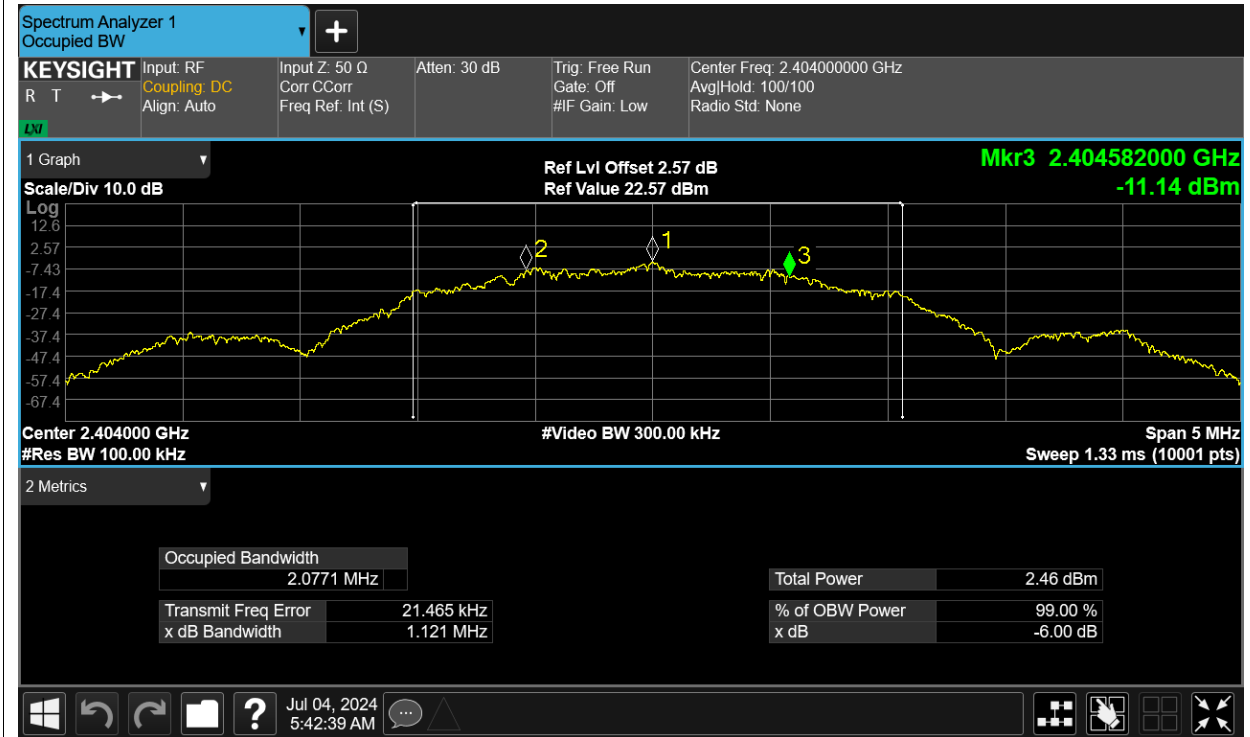 Spectrum Analyzer 1
Occupied BW
KEYSIGHT
R T
LXI
Input: RF
Coupling: DC
Align: Auto
Input Z: 50 Ω
Corr CCorr
Freq Ref: Int (S)
Atten: 30 dB
Trig: Free Run
Gate: Off
#IF Gain: Low
Center Freq: 2.404000000 GHz
Avg|Hold: 100/100
Radio Std: None
1 Graph
Scale/Div 10.0 dB
Ref Lvl Offset 2.57 dB
Ref Value 22.57 dBm
Mkr3 2.404582000 GHz
-11.14 dBm
Log
12.6
2.57
-7.43
-17.4
-27.4
-37.4
-47.4
-57.4
-67.4
2
1
3
Center 2.404000 GHz
#Video BW 300.00 kHz
Span 5 MHz
#Res BW 100.00 kHz
Sweep 1.33 ms (10001 pts)
2 Metrics
Occupied Bandwidth
2.0771 MHz
Transmit Freq Error 21.465 kHz
x dB Bandwidth 1.121 MHz
Total Power 2.46 dBm
% of OBW Power 99.00 %
x dB -6.00 dB
?
Jul 04, 2024
5:42:39 AM